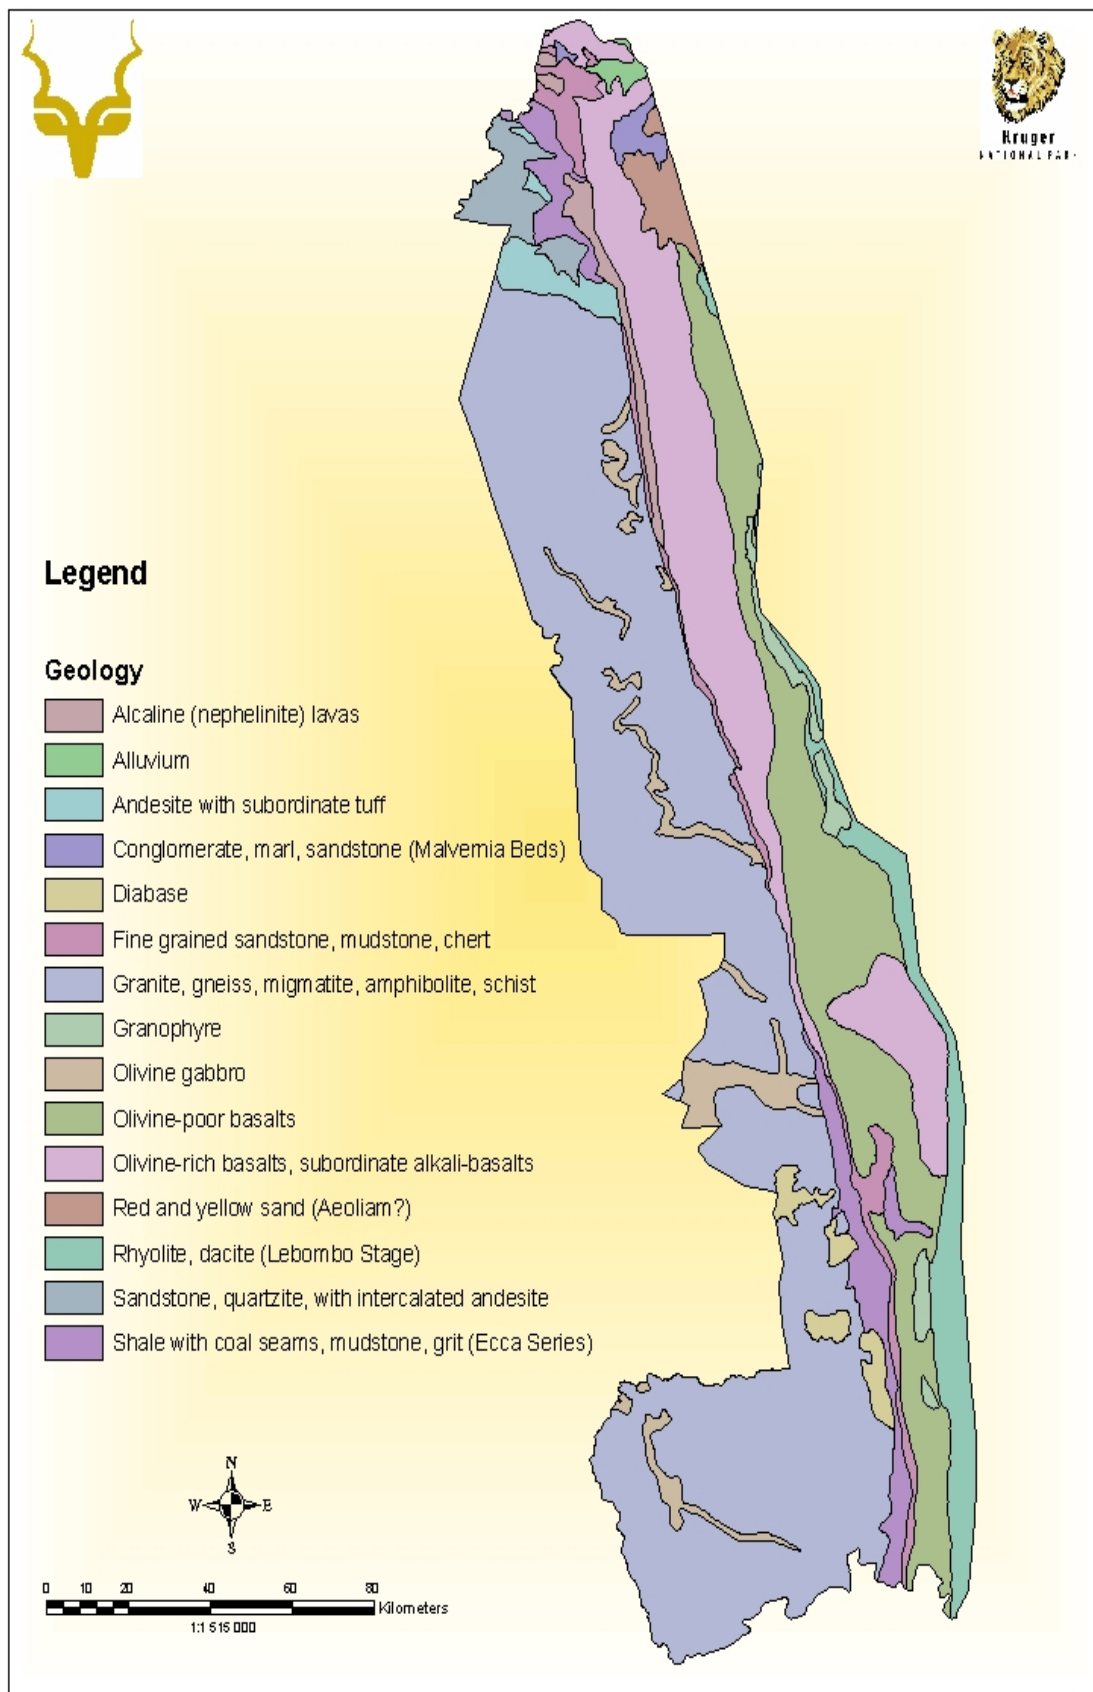 Kruger
NATIONAL PARK
Legend
Geology
Alcaline (nephelinite) lavas
Alluvium
Andesite with subordinate tuff
Conglomerate, marl, sandstone (Malvernia Beds)
Diabase
Fine grained sandstone, mudstone, chert
Granite, gneiss, migmatite, amphibolite, schist
Granophyre
Olivine gabbro
Olivine-poor basalts
Olivine-rich basalts, subordinate alkali-basalts
Red and yellow sand (Aeoliam?)
Rhyolite, dacite (Lebombo Stage)
Sandstone, quartzite, with intercalated andesite
Shale with coal seams, mudstone, grit (Ecca Series)
N
W E
S
0 10 20 40 60 80
Kilometers
1:1 515 000